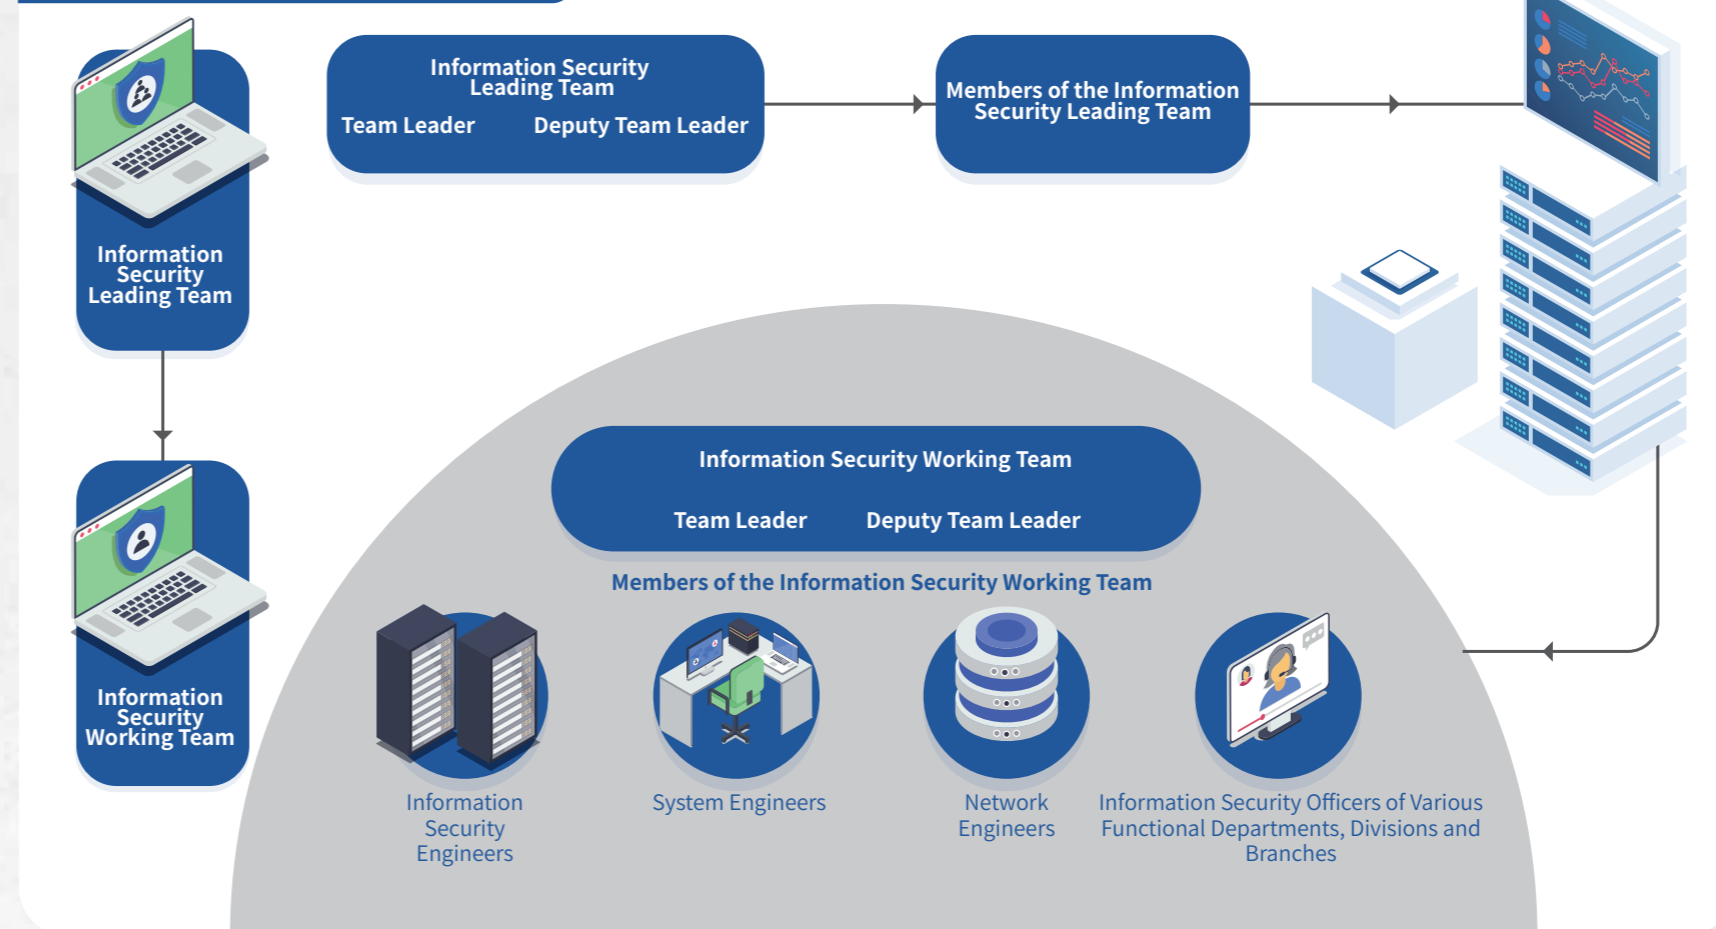 Information Security
Leading Team
Team Leader
Deputy Team Leader
Members of the Information
Security Leading Team
Information
Security
Leading Team
Information Security Working Team
Team Leader
Deputy Team Leader
Members of the Information Security Working Team
Information
Security
Working Team
Information
Security
Engineers
System Engineers
Network
Engineers
Information Security Officers of Various
Functional Departments, Divisions and
Branches